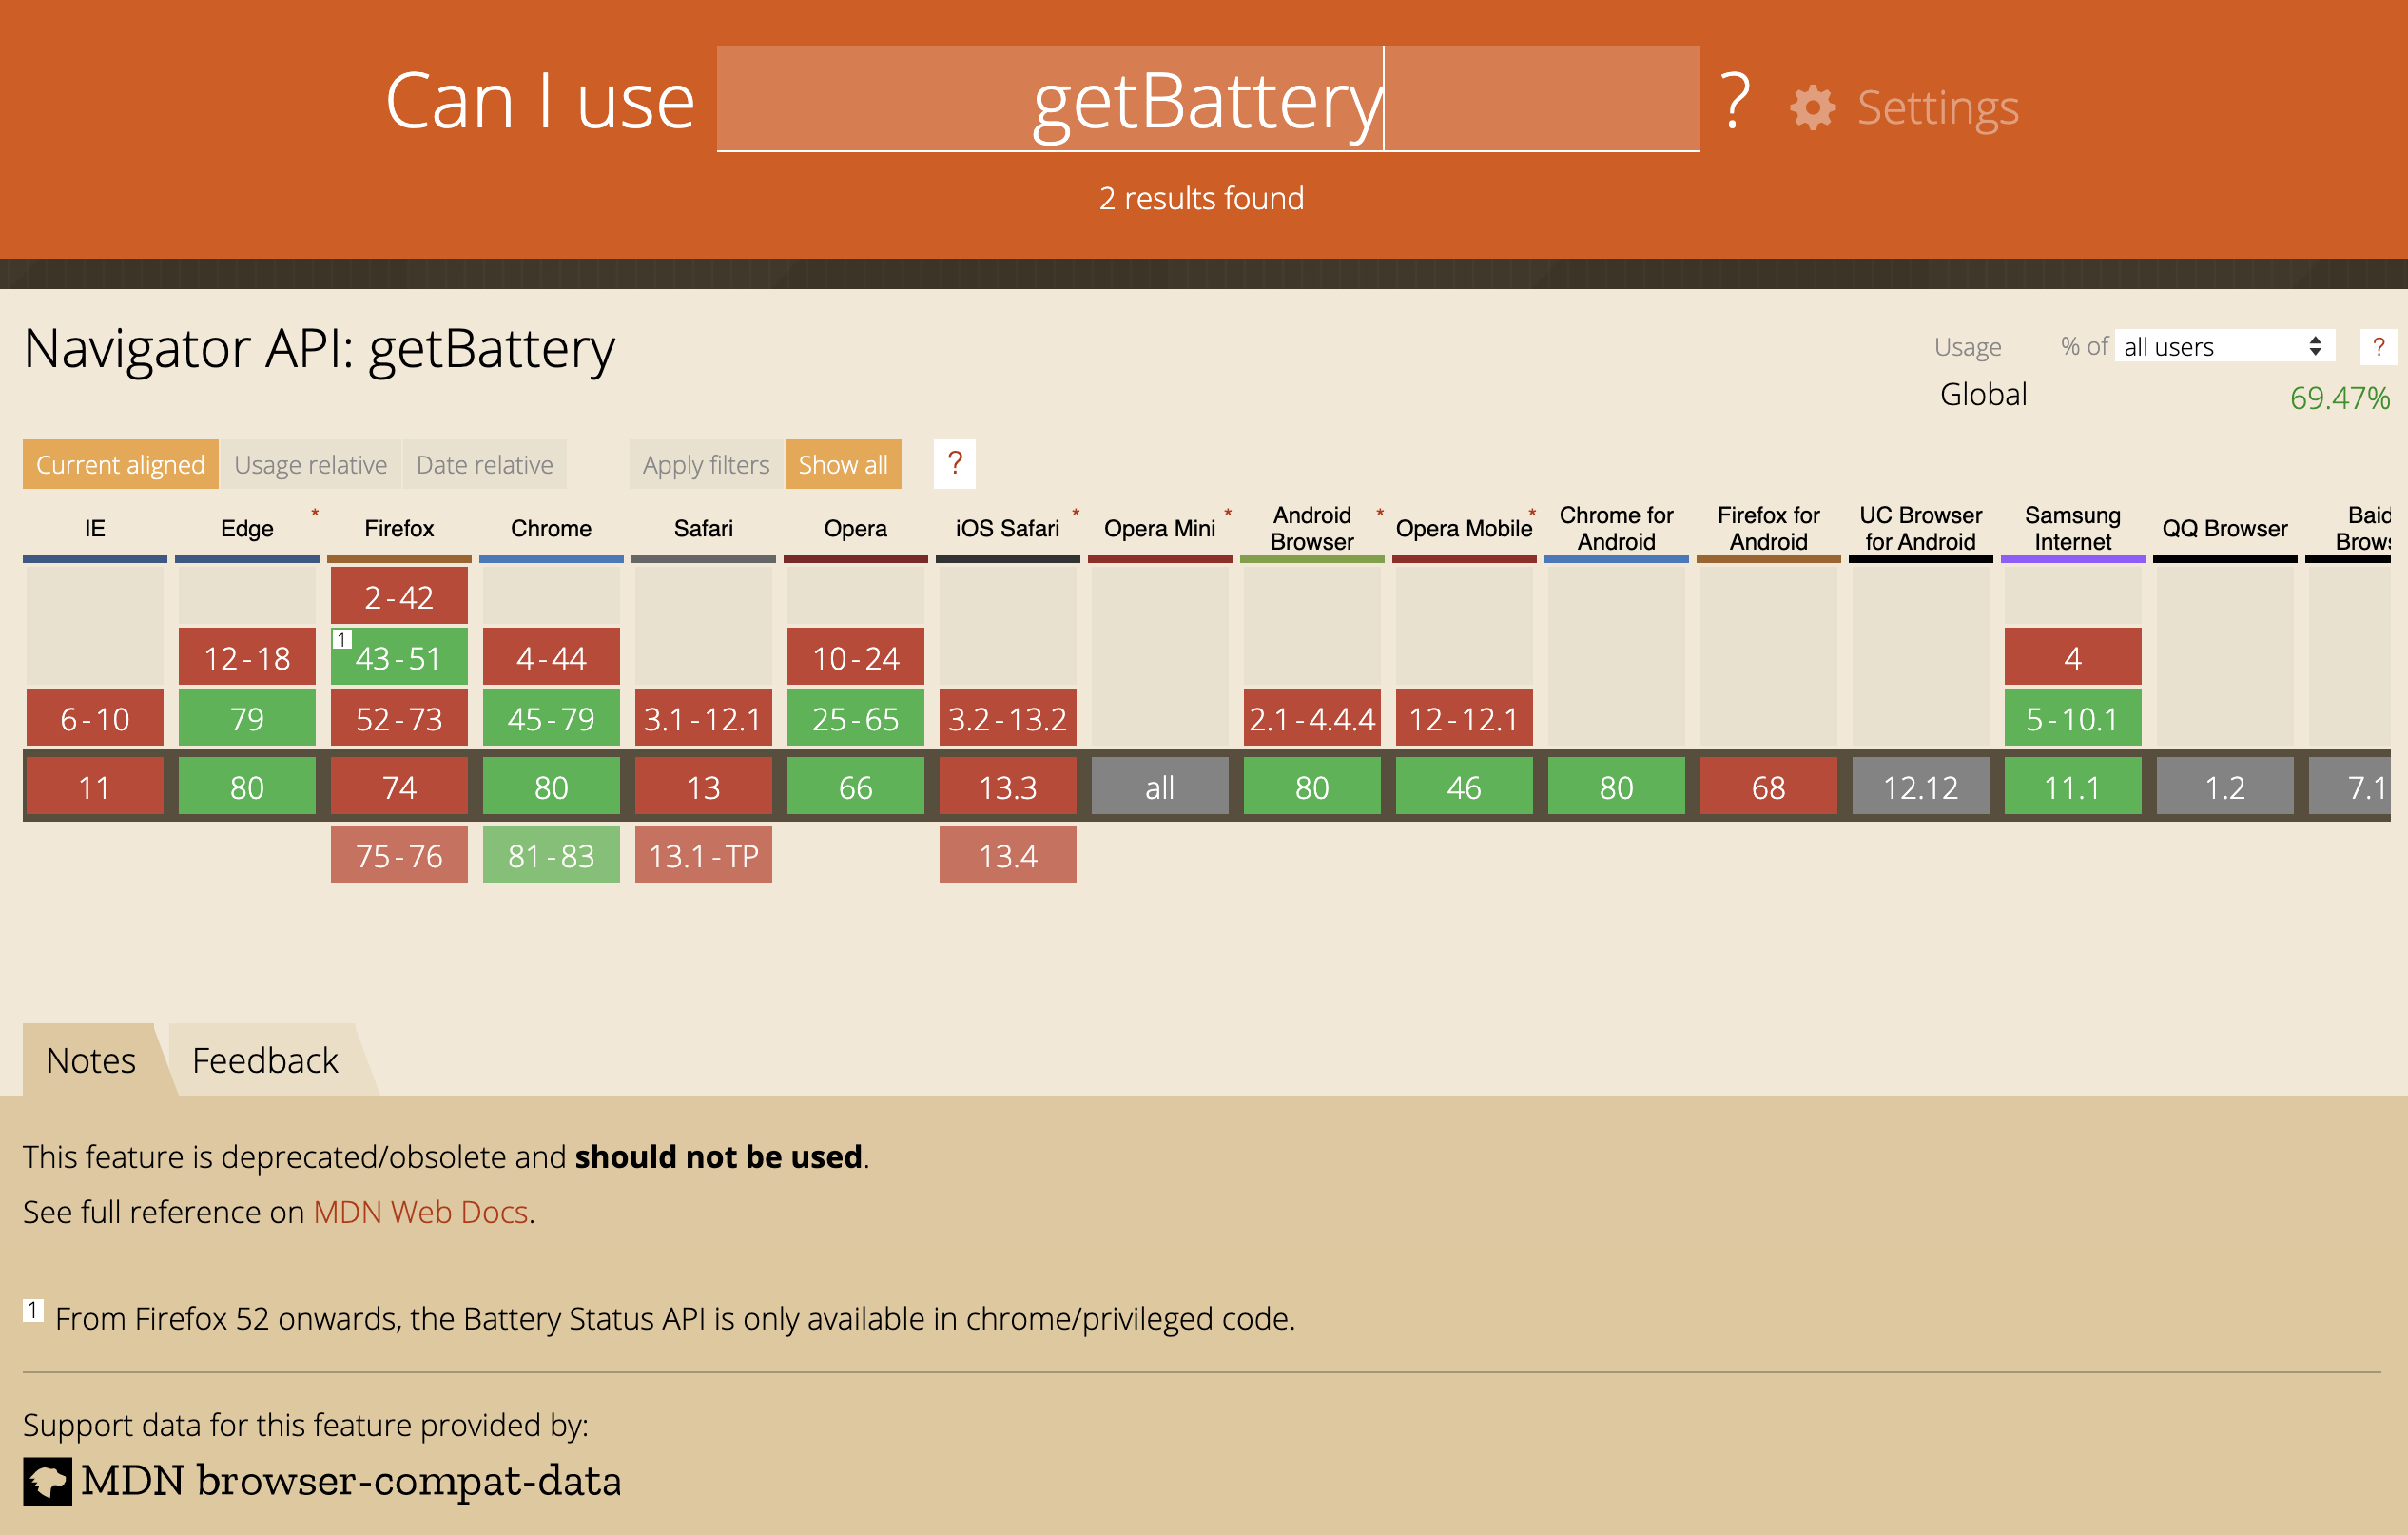 Can I use getBattery ? Settings
2 results found
Navigator API: getBattery
Usage % of all users ?
Global 69.47%
Current aligned Usage relative Date relative Apply filters Show all ?
IE Edge * Firefox Chrome Safari Opera iOS Safari * Opera Mini * Android Browser * Opera Mobile * Chrome for Android Firefox for Android UC Browser for Android Samsung Internet QQ Browser Baid Brows
2-42
12-18 1 43-51 4-44 10-24 4
6-10 79 52-73 45-79 3.1-12.1 25-65 3.2-13.2 2.1-4.4.4 12-12.1 5-10.1
11 80 74 80 13 66 13.3 all 80 46 80 68 12.12 11.1 1.2 7.1
75-76 81-83 13.1-TP 13.4
Notes Feedback
This feature is deprecated/obsolete and should not be used.
See full reference on MDN Web Docs.
1 From Firefox 52 onwards, the Battery Status API is only available in chrome/privileged code.
Support data for this feature provided by:
MDN browser-compat-data